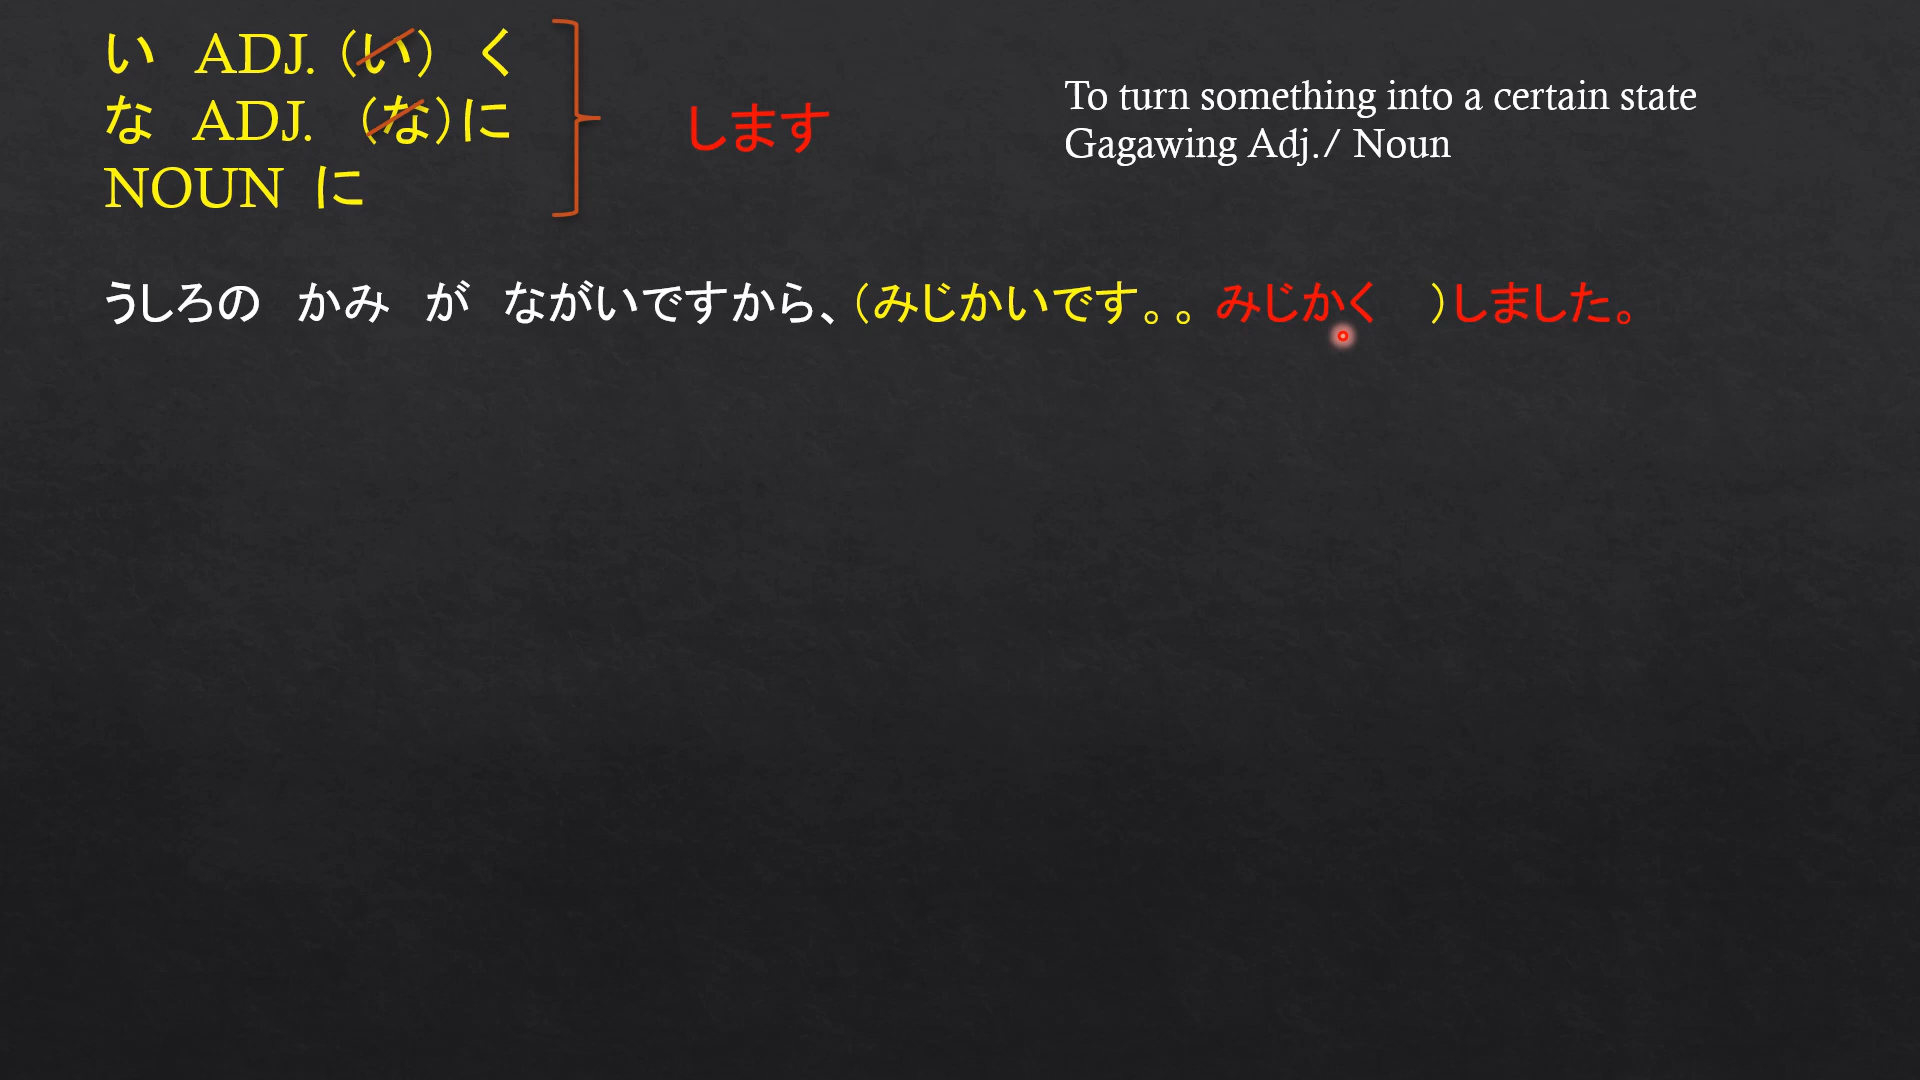 い ADJ. (い) く
な ADJ. (な)に
NOUN に
します
To turn something into a certain state
Gagawing Adj./ Noun
うしろの かみ が ながいですから、(みじかいです。。みじかく )しました。